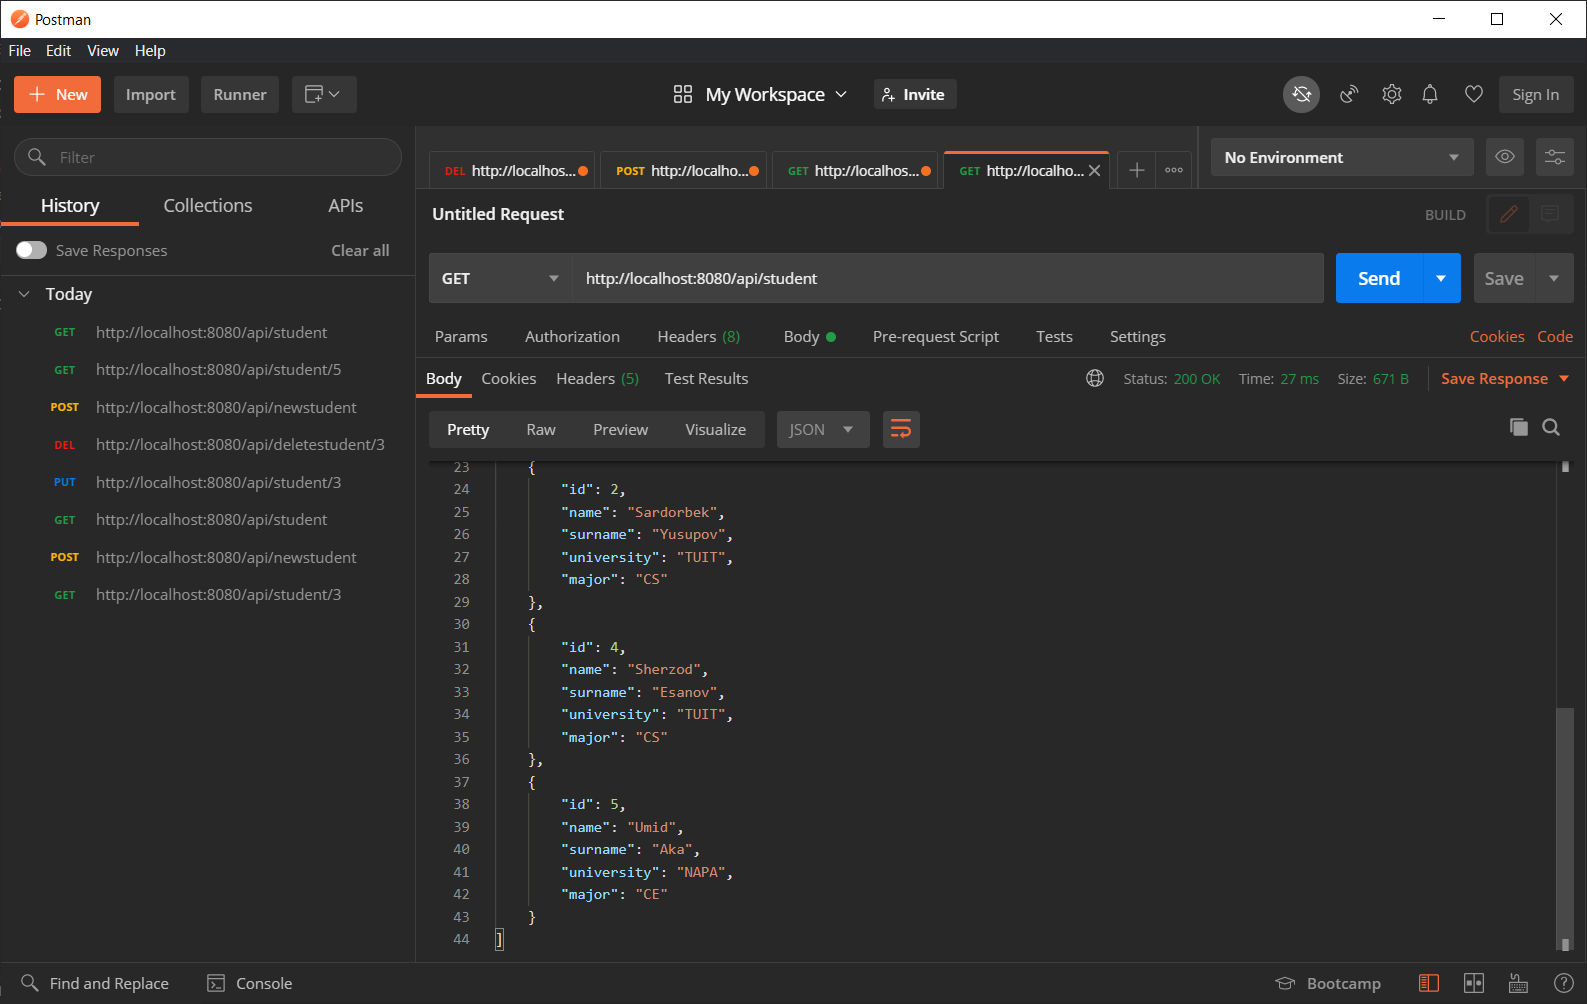 Postman
File Edit View Help
New Import Runner My Workspace Invite Sign In
Filter
History Collections APIs
Save Responses Clear all
Today
GET http://localhost:8080/api/student
GET http://localhost:8080/api/student/5
POST http://localhost:8080/api/newstudent
DEL http://localhost:8080/api/deletestudent/3
PUT http://localhost:8080/api/student/3
GET http://localhost:8080/api/student
POST http://localhost:8080/api/newstudent
GET http://localhost:8080/api/student/3
DEL http://localhos... POST http://localho... GET http://localhos... GET http://localho... No Environment
Untitled Request BUILD
GET http://localhost:8080/api/student Send Save
Params Authorization Headers (8) Body Pre-request Script Tests Settings Cookies Code
Body Cookies Headers (5) Test Results Status: 200 OK Time: 27 ms Size: 671 B Save Response
Pretty Raw Preview Visualize JSON
23 {
24 "id": 2,
25 "name": "Sardorbek",
26 "surname": "Yusupov",
27 "university": "TUIT",
28 "major": "CS"
29 },
30 {
31 "id": 4,
32 "name": "Sherzod",
33 "surname": "Esanov",
34 "university": "TUIT",
35 "major": "CS"
36 },
37 {
38 "id": 5,
39 "name": "Umid",
40 "surname": "Aka",
41 "university": "NAPA",
42 "major": "CE"
43 }
44 ]
Find and Replace Console Bootcamp